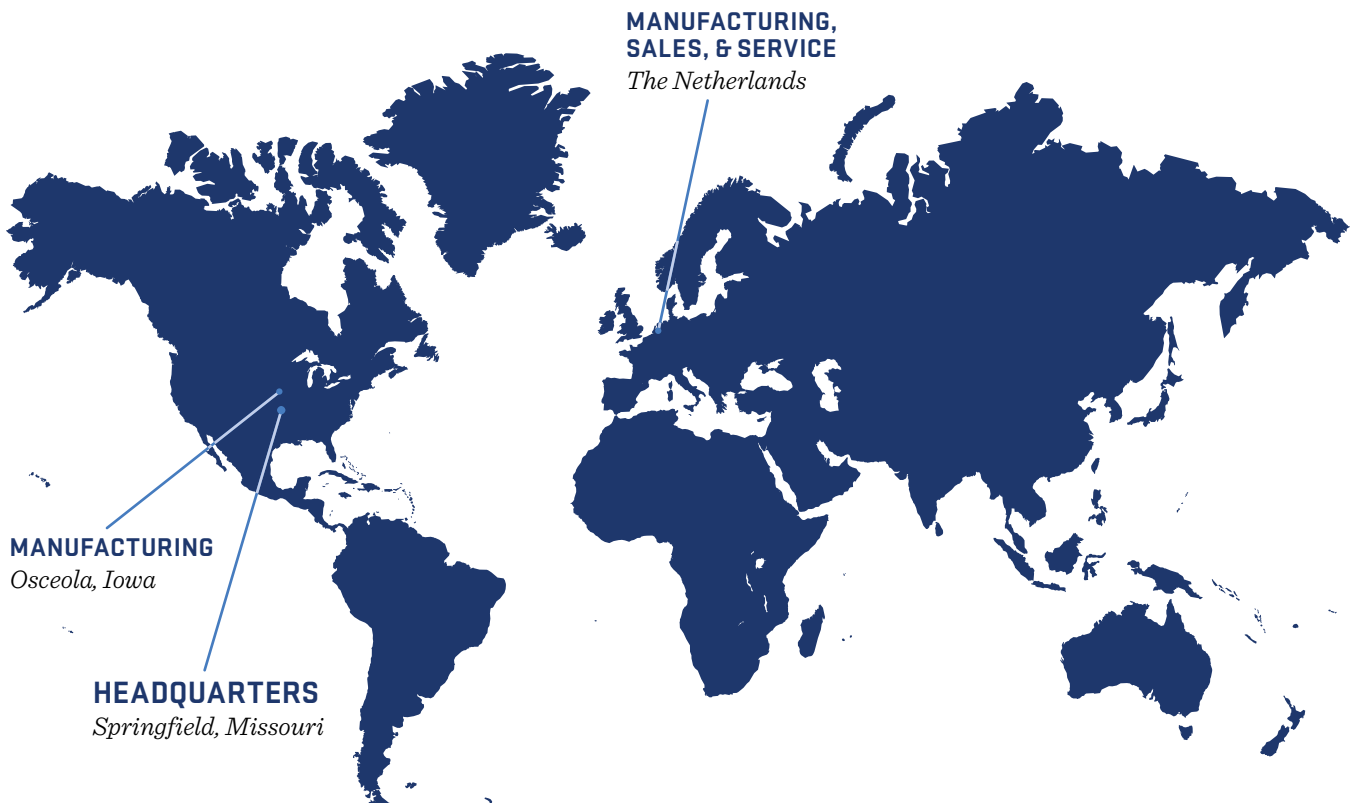 MANUFACTURING,
SALES, & SERVICE
The Netherlands
MANUFACTURING
Osceola, Iowa
HEADQUARTERS
Springfield, Missouri